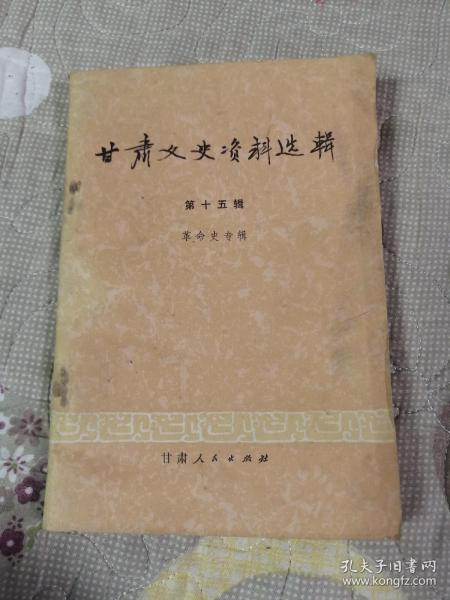 甘肃文史资料选辑
第十五辑
革命史专辑
甘肃人民出版社
孔夫子旧书网
www.kongfz.com